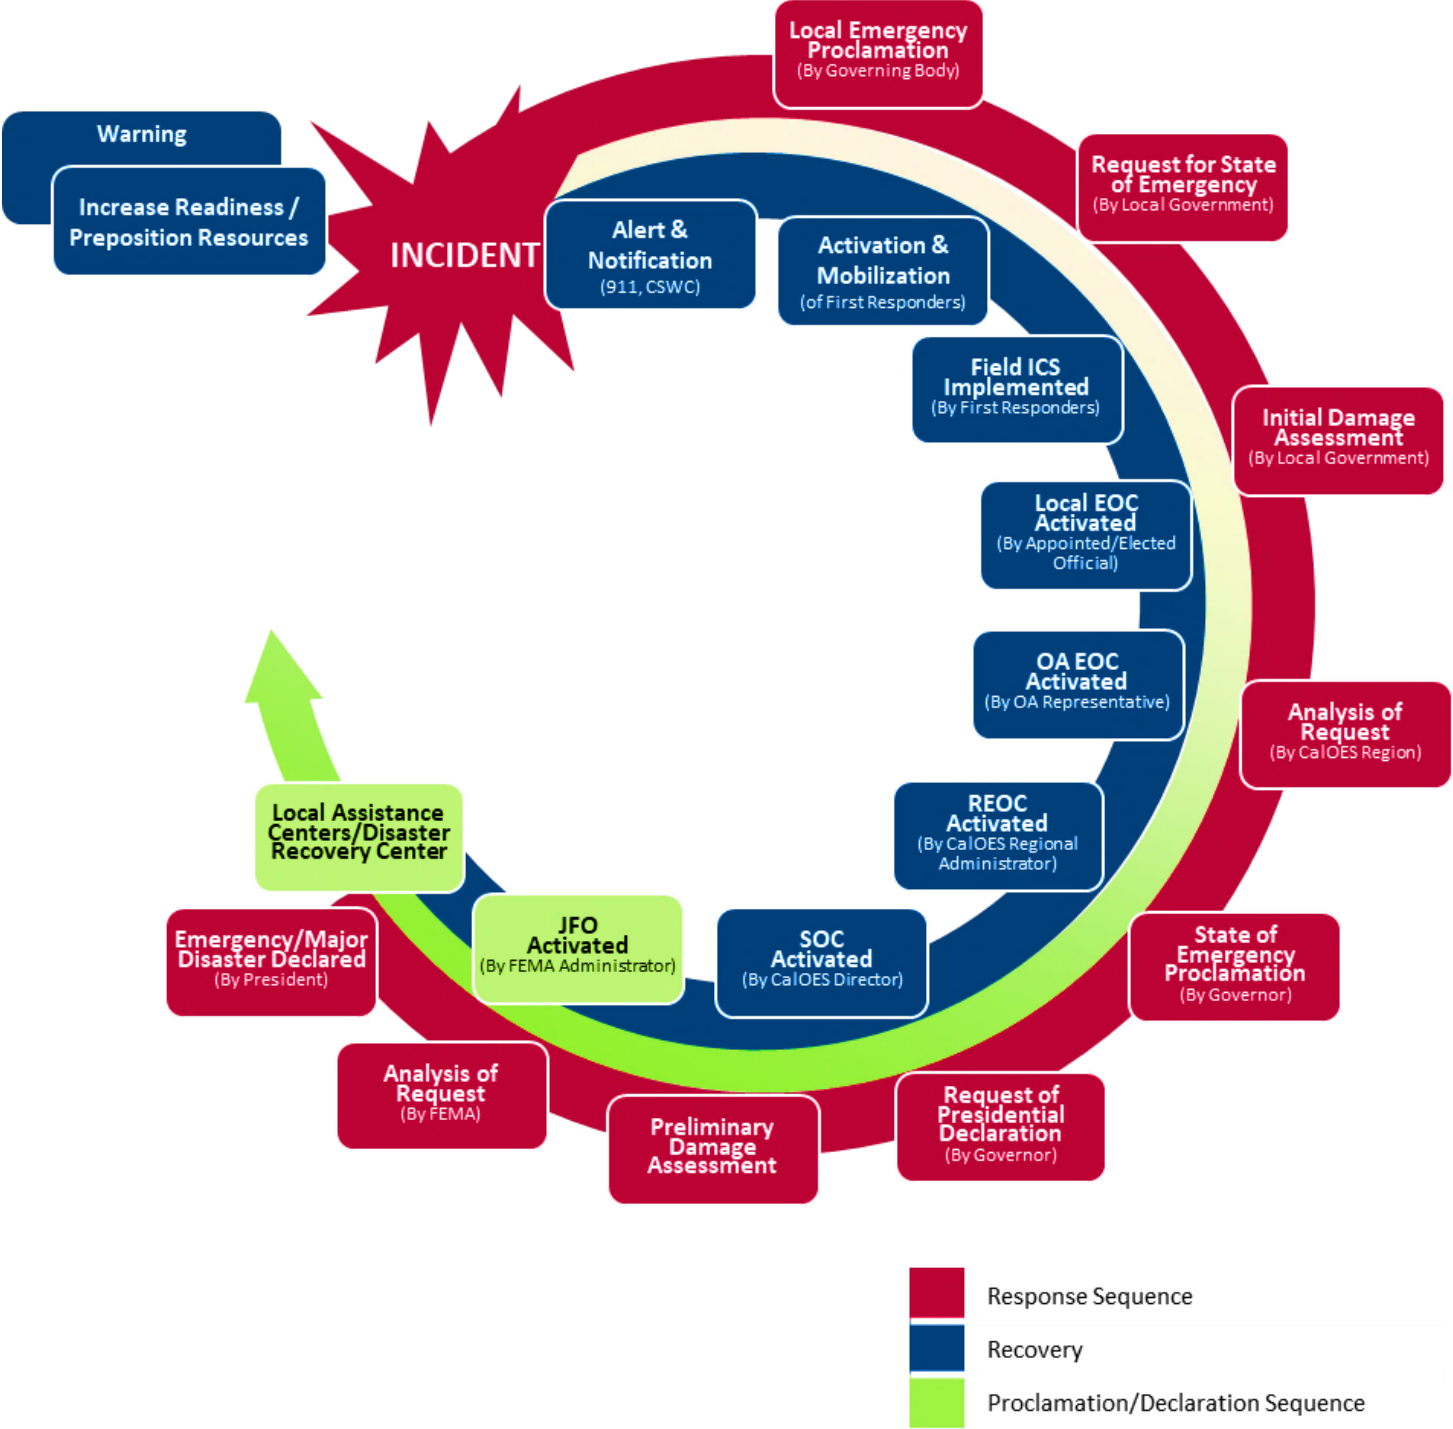 Warning
Increase Readiness /
Preposition Resources
INCIDENT
Alert &
Notification
(911, CSWC)
Activation &
Mobilization
(of First Responders)
Field ICS
Implemented
(By First Responders)
Local EOC
Activated
(By Appointed/Elected
Official)
OA EOC
Activated
(By OA Representative)
REOC
Activated
(By CalOES Regional
Administrator)
SOC
Activated
(By CalOES Director)
JFO
Activated
(By FEMA Administrator)
Local Assistance
Centers/Disaster
Recovery Center
Local Emergency
Proclamation
(By Governing Body)
Request for State
of Emergency
(By Local Government)
Initial Damage
Assessment
(By Local Government)
Analysis of
Request
(By CalOES Region)
State of
Emergency
Proclamation
(By Governor)
Request of
Presidential
Declaration
(By Governor)
Preliminary
Damage
Assessment
Analysis of
Request
(By FEMA)
Emergency/Major
Disaster Declared
(By President)
Response Sequence
Recovery
Proclamation/Declaration Sequence